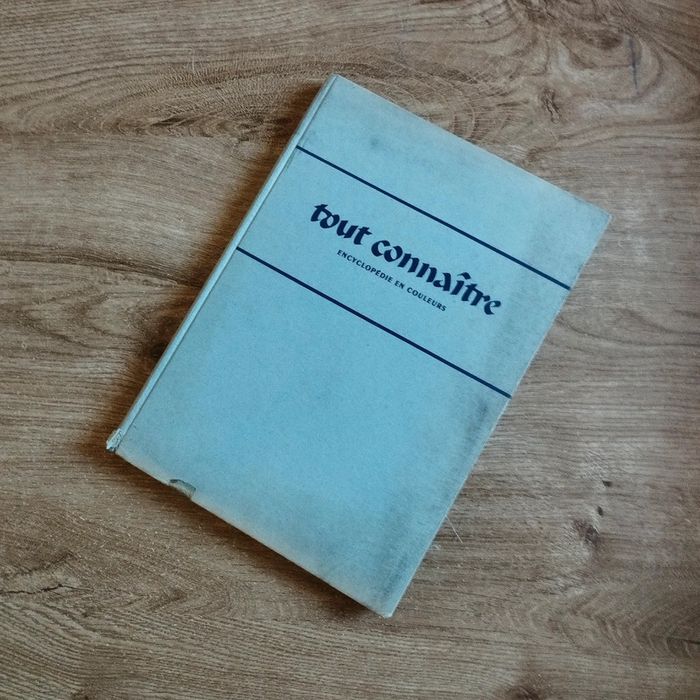 tout connaître
ENCYCLOPÉDIE EN COULEURS